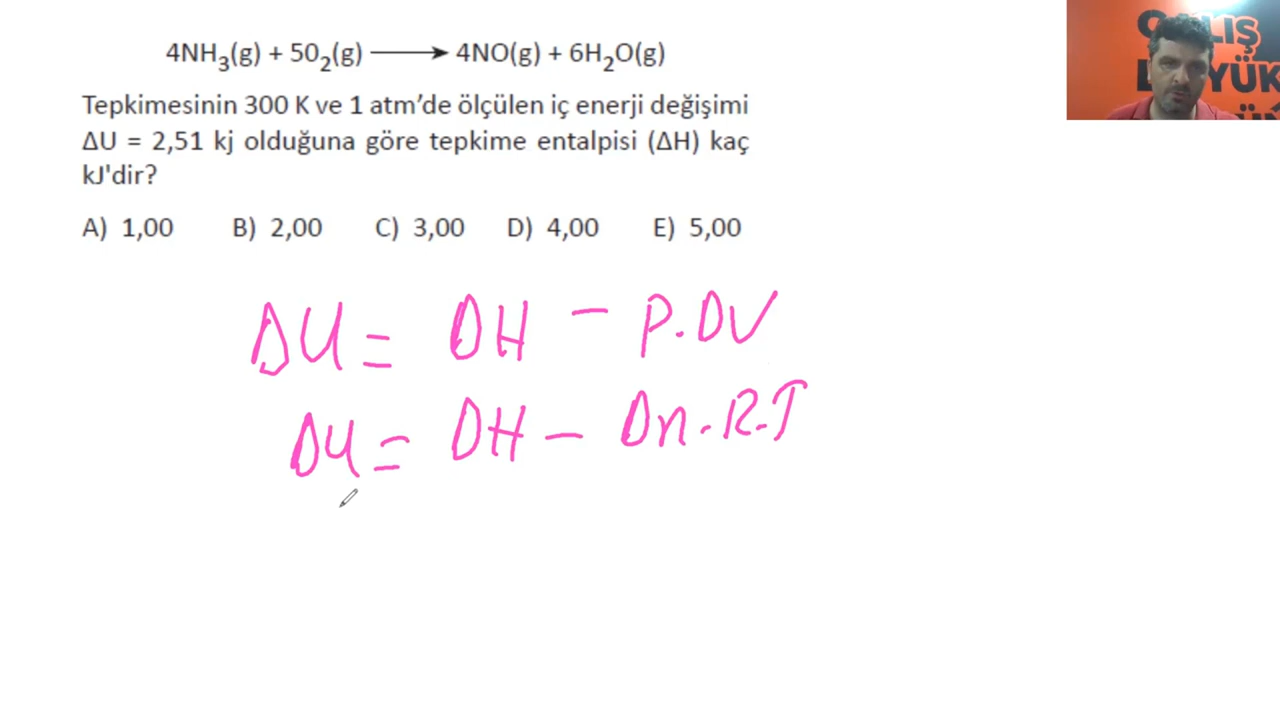 4NH₃(g) + 5O₂(g) ⟶ 4NO(g) + 6H₂O(g)
Tepkimesinin 300 K ve 1 atm’de ölçülen iç enerji değişimi
ΔU = 2,51 kj olduğuna göre tepkime entalpisi (ΔH) kaç
kJ'dir?
A) 1,00 B) 2,00 C) 3,00 D) 4,00 E) 5,00
ΔU = ΔH - P.ΔV
ΔU = ΔH - Δn.R.T